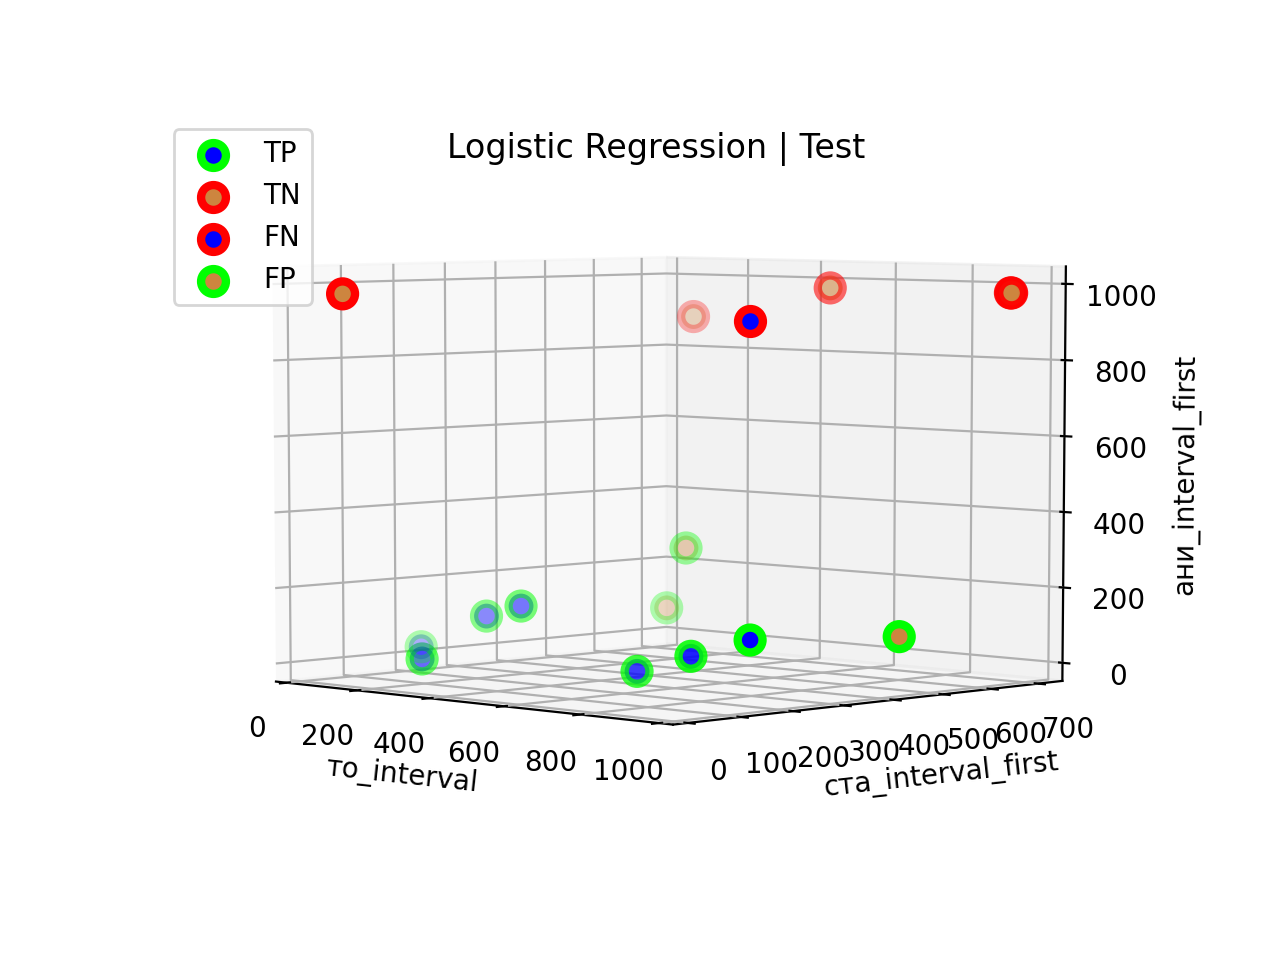 Logistic Regression | Test
TP
TN
FN
FP
1000
800
600
400
200
0
ани_interval_first
0 200 400 600 800 1000
то_interval
0 100 200 300 400 500 600 700
ста_interval_first